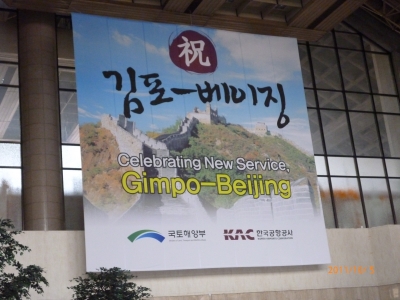 祝
김포-베이징
Celebrating New Service,
Gimpo-Beijing
국토해양부
KAC 한국공항공사